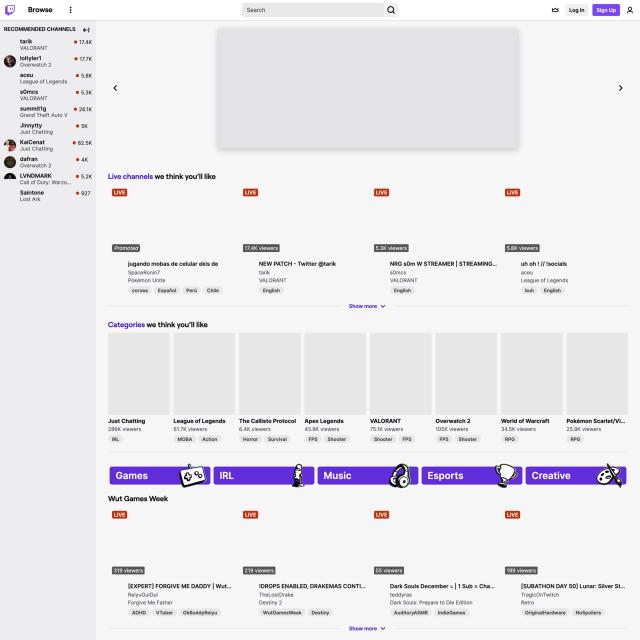 Browse
Search
Log In
Sign Up
RECOMMENDED CHANNELS
tarik
17.4K
VALORANT
loltyler1
17.7K
Overwatch 2
aceu
5.8K
League of Legends
s0mcs
5.3K
VALORANT
summit1g
26.1K
Grand Theft Auto V
Jinnytty
5K
Just Chatting
KaiCenat
82.5K
Just Chatting
dafran
4K
Overwatch 2
LVNDMARK
5.2K
Call of Duty: Warzo...
Saintone
927
Lost Ark
Live channels we think you'll like
LIVE
LIVE
LIVE
LIVE
Promoted
17.4K viewers
5.3K viewers
5.8K viewers
jugando mobas de celular ekis de
SpaceRonin7
Pokémon Unite
coraxa Español Perú Chile
NEW PATCH - Twitter @tarik
tarik
VALORANT
English
NRG s0m W STREAMER | STREAMING...
s0mcs
VALORANT
English
uh oh ! // !socials
aceu
League of Legends
buh English
Show more
Categories we think you'll like
Just Chatting
286K viewers
IRL
League of Legends
61.7K viewers
MOBA Action
The Callisto Protocol
6.4K viewers
Horror Survival
Apex Legends
45.9K viewers
FPS Shooter
VALORANT
75.1K viewers
Shooter FPS
Overwatch 2
105K viewers
FPS Shooter
World of Warcraft
34.5K viewers
RPG
Pokémon Scarlet/Vi...
25.9K viewers
RPG
Games
IRL
Music
Esports
Creative
Wut Games Week
LIVE
LIVE
LIVE
LIVE
319 viewers
219 viewers
55 viewers
199 viewers
[EXPERT] FORGIVE ME DADDY | Wut...
ReiyuGuiGui
Forgive Me Father
ADHD VTuber OkBuddyReiyu
!DROPS ENABLED, DRAKEMAS CONTI...
TheLostDrake
Destiny 2
WutGamesWeek Destiny
Dark Souls December ⚔ | 1 Sub = Cha...
teddyras
Dark Souls: Prepare to Die Edition
AuditoryASMR IndieGames
[SUBATHON DAY 50] Lunar: Silver St...
TragicOnTwitch
Retro
OriginalHardware NoSpoilers
Show more